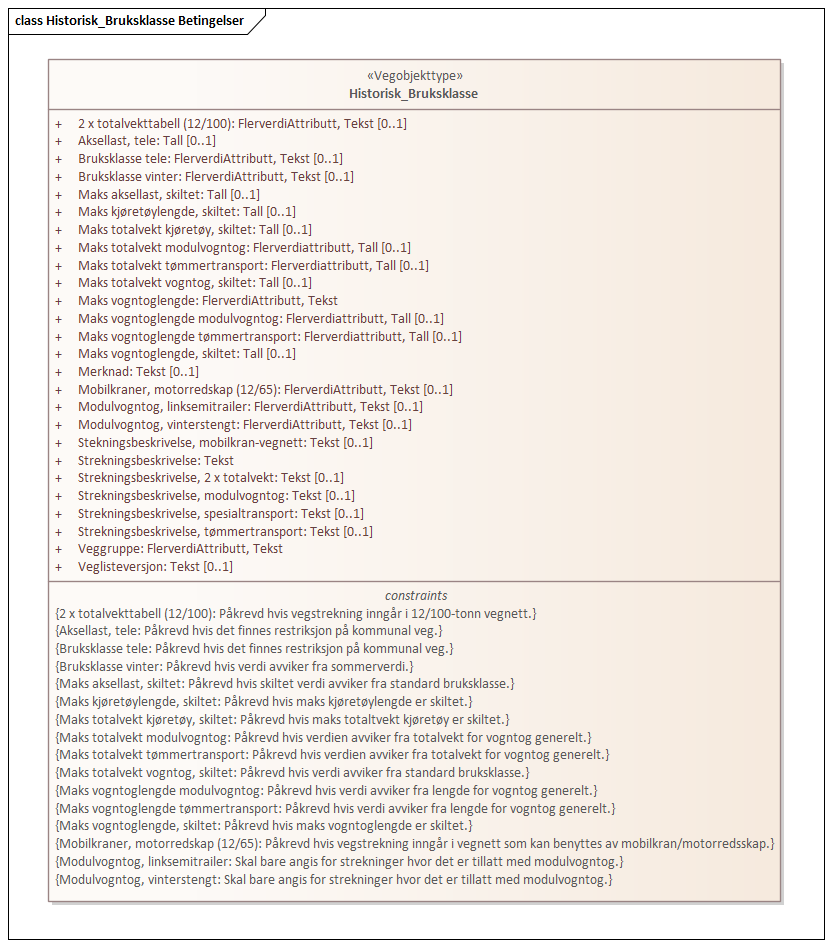 class Historisk_Bruksklasse Betingelser
«Vegobjekttype»
Historisk_Bruksklasse
+ 2 x totalvekttabell (12/100): FlerverdiAttributt, Tekst [0..1]
+ Aksellast, tele: Tall [0..1]
+ Bruksklasse tele: FlerverdiAttributt, Tekst [0..1]
+ Bruksklasse vinter: FlerverdiAttributt, Tekst [0..1]
+ Maks aksellast, skiltet: Tall [0..1]
+ Maks kjøretøylengde, skiltet: Tall [0..1]
+ Maks totalvekt kjøretøy, skiltet: Tall [0..1]
+ Maks totalvekt modulvogntog: Flerverdiattributt, Tall [0..1]
+ Maks totalvekt tømmertransport: Flerverdiattributt, Tall [0..1]
+ Maks totalvekt vogntog, skiltet: Tall [0..1]
+ Maks vogntoglengde: FlerverdiAttributt, Tekst
+ Maks vogntoglengde modulvogntog: Flerverdiattributt, Tall [0..1]
+ Maks vogntoglengde tømmertransport: Flerverdiattributt, Tall [0..1]
+ Maks vogntoglengde, skiltet: Tall [0..1]
+ Merknad: Tekst [0..1]
+ Mobilkraner, motorredskap (12/65): FlerverdiAttributt, Tekst [0..1]
+ Modulvogntog, linksemitrailer: FlerverdiAttributt, Tekst [0..1]
+ Modulvogntog, vinterstengt: FlerverdiAttributt, Tekst [0..1]
+ Stekningsbeskrivelse, mobilkran-vegnett: Tekst [0..1]
+ Strekningsbeskrivelse: Tekst
+ Strekningsbeskrivelse, 2 x totalvekt: Tekst [0..1]
+ Strekningsbeskrivelse, modulvogntog: Tekst [0..1]
+ Strekningsbeskrivelse, spesialtransport: Tekst [0..1]
+ Strekningsbeskrivelse, tømmertransport: Tekst [0..1]
+ Veggruppe: FlerverdiAttributt, Tekst
+ Veglisteversjon: Tekst [0..1]
constraints
{2 x totalvekttabell (12/100): Påkrevd hvis vegstrekning inngår i 12/100-tonn vegnett.}
{Aksellast, tele: Påkrevd hvis det finnes restriksjon på kommunal veg.}
{Bruksklasse tele: Påkrevd hvis det finnes restriksjon på kommunal veg.}
{Bruksklasse vinter: Påkrevd hvis verdi avviker fra sommerverdi.}
{Maks aksellast, skiltet: Påkrevd hvis skiltet verdi avviker fra standard bruksklasse.}
{Maks kjøretøylengde, skiltet: Påkrevd hvis maks kjøretøylengde er skiltet.}
{Maks totalvekt kjøretøy, skiltet: Påkrevd hvis maks totaltvekt kjøretøy er skiltet.}
{Maks totalvekt modulvogntog: Påkrevd hvis verdien avviker fra totalvekt for vogntog generelt.}
{Maks totalvekt tømmertransport: Påkrevd hvis verdien avviker fra totalvekt for vogntog generelt.}
{Maks totalvekt vogntog, skiltet: Påkrevd hvis verdi avviker fra standard bruksklasse.}
{Maks vogntoglengde modulvogntog: Påkrevd hvis verdi avviker fra lengde for vogntog generelt.}
{Maks vogntoglengde tømmertransport: Påkrevd hvis verdi avviker fra lengde for vogntog generelt.}
{Maks vogntoglengde, skiltet: Påkrevd hvis maks vogntoglengde er skiltet.}
{Mobilkraner, motorredskap (12/65): Påkrevd hvis vegstrekning inngår i vegnett som kan benyttes av mobilkran/motorredsskap.}
{Modulvogntog, linksemitrailer: Skal bare angis for strekninger hvor det er tillatt med modulvogntog.}
{Modulvogntog, vinterstengt: Skal bare angis for strekninger hvor det er tillatt med modulvogntog.}